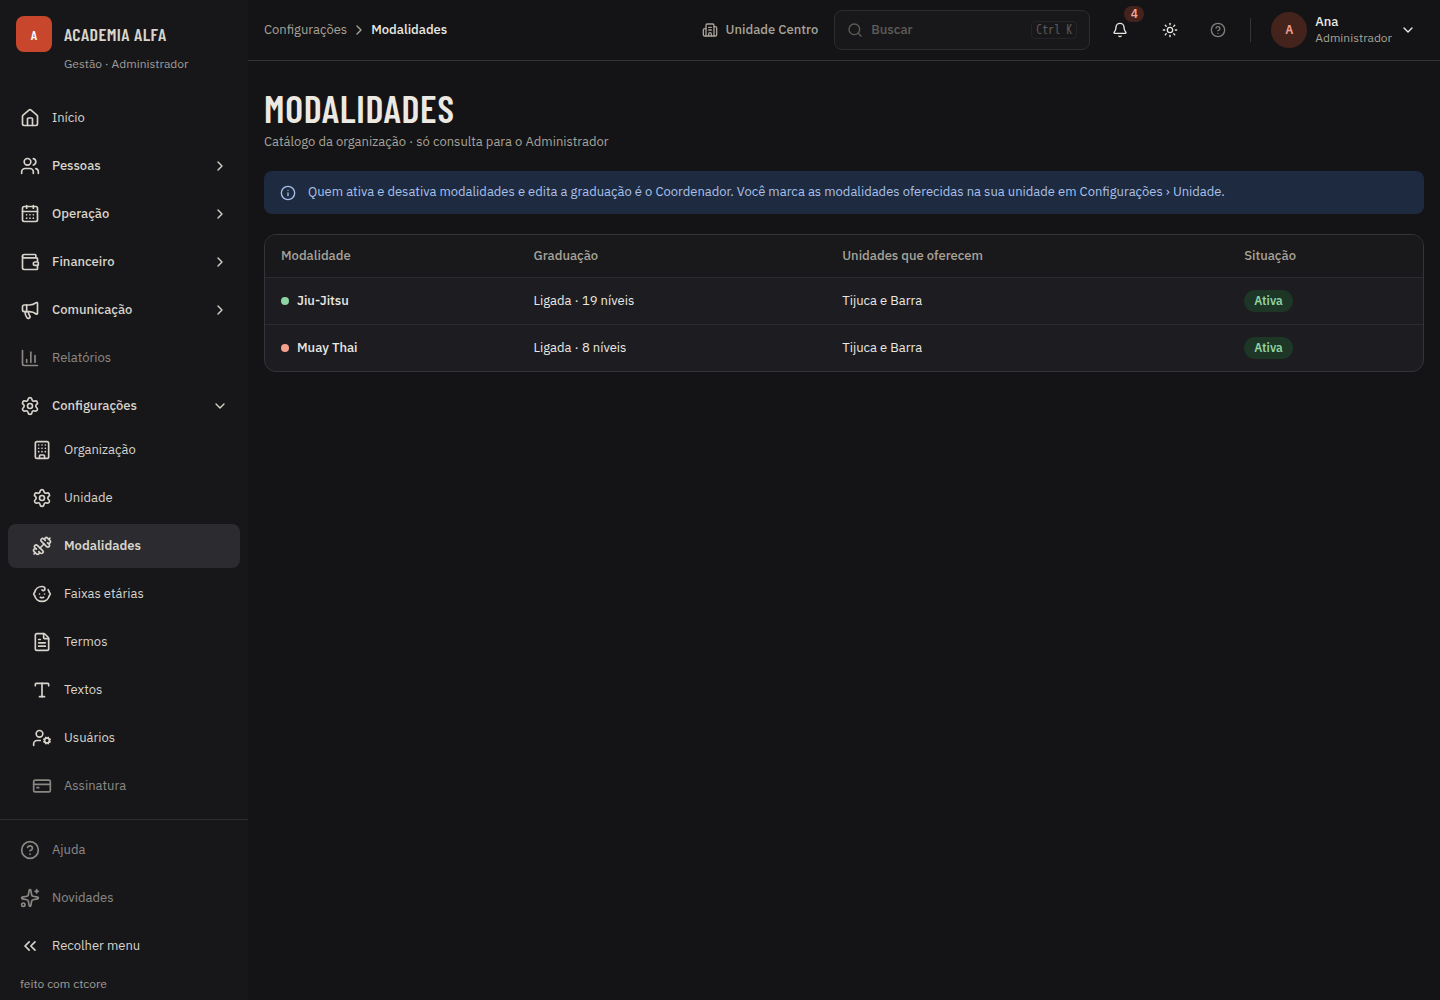 A
ACADEMIA ALFA
Gestão · Administrador
Início
Pessoas
Operação
Financeiro
Comunicação
Relatórios
Configurações
Organização
Unidade
Modalidades
Faixas etárias
Termos
Textos
Usuários
Assinatura
Ajuda
Novidades
Recolher menu
feito com ctcore
Configurações Modalidades
Unidade Centro
Buscar Ctrl K
4
A
Ana
Administrador
MODALIDADES
Catálogo da organização · só consulta para o Administrador
Quem ativa e desativa modalidades e edita a graduação é o Coordenador. Você marca as modalidades oferecidas na sua unidade em Configurações › Unidade.
Modalidade Graduação Unidades que oferecem Situação
Jiu-Jitsu Ligada · 19 níveis Tijuca e Barra Ativa
Muay Thai Ligada · 8 níveis Tijuca e Barra Ativa